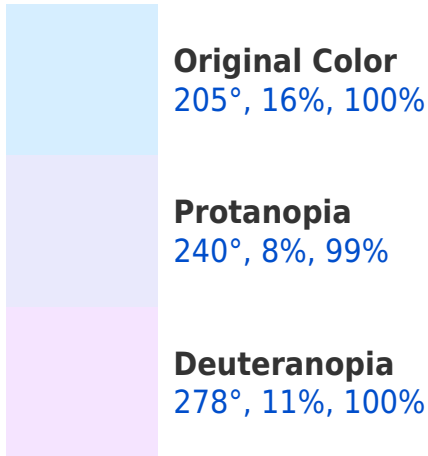 Original Color
205°, 16%, 100%
Protanopia
240°, 8%, 99%
Deuteranopia
278°, 11%, 100%